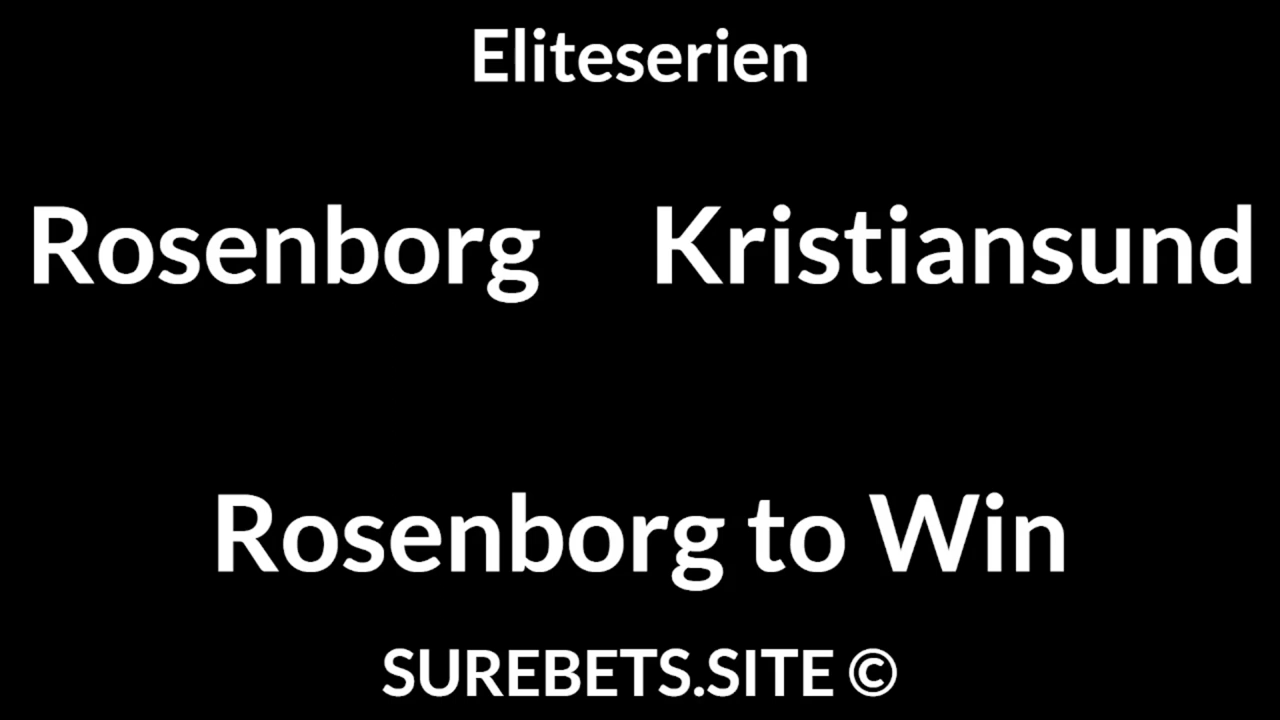 Eliteserien
Rosenborg Kristiansund
Rosenborg to Win
SUREBETS.SITE ©